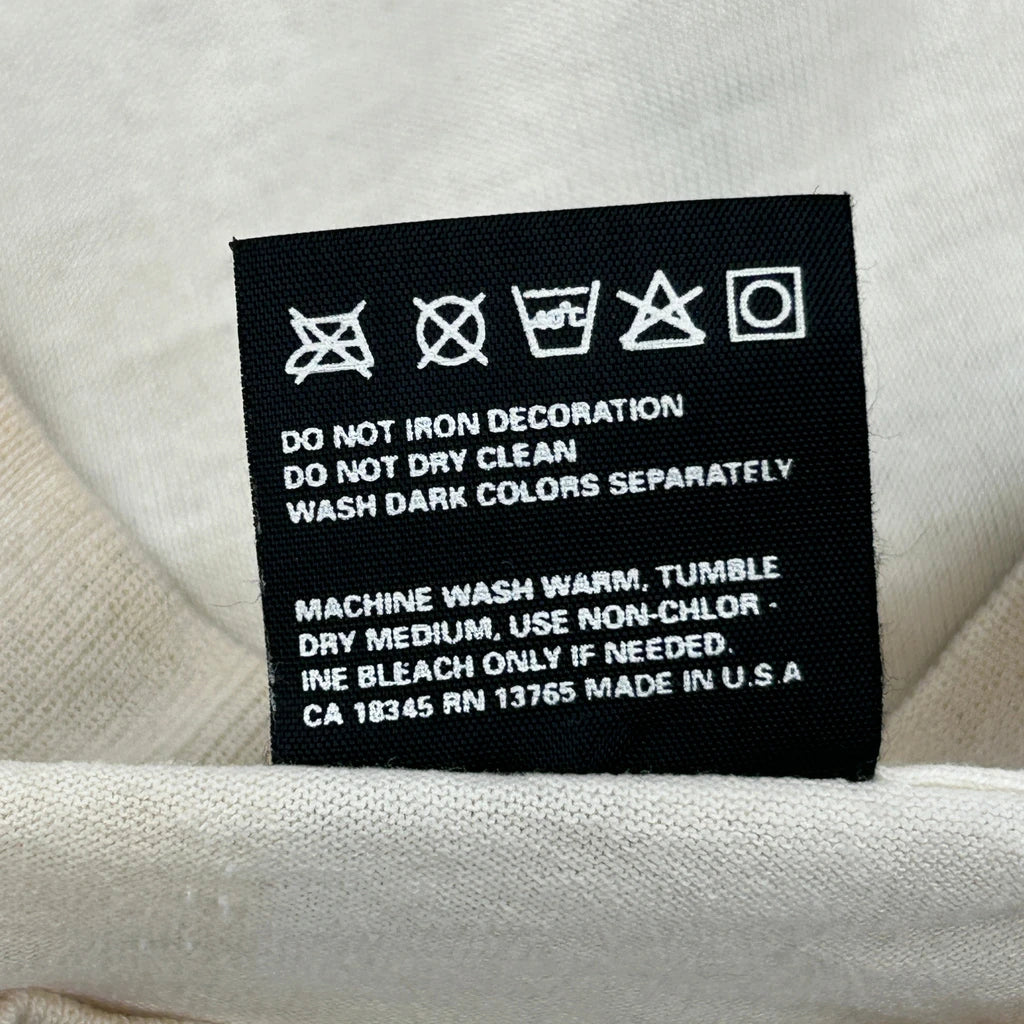 40°C
DO NOT IRON DECORATION
DO NOT DRY CLEAN
WASH DARK COLORS SEPARATELY
MACHINE WASH WARM, TUMBLE
DRY MEDIUM, USE NON-CHLOR -
INE BLEACH ONLY IF NEEDED.
CA 18345 RN 13765 MADE IN U.S.A